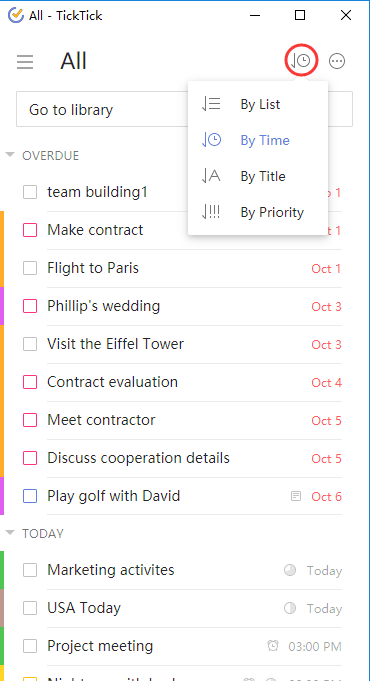 All - TickTick
All
By List
Go to library
By Time
OVERDUE
By Title
team building1
1
By Priority
Make contract
Oct 1
Flight to Paris
Oct 1
Phillip's wedding
Oct 3
Visit the Eiffel Tower
Oct 3
Contract evaluation
Oct 4
Meet contractor
Oct 5
Discuss cooperation details
Oct 5
Play golf with David
Oct 6
TODAY
Marketing activites
Today
USA Today
Today
Project meeting
03:00 PM